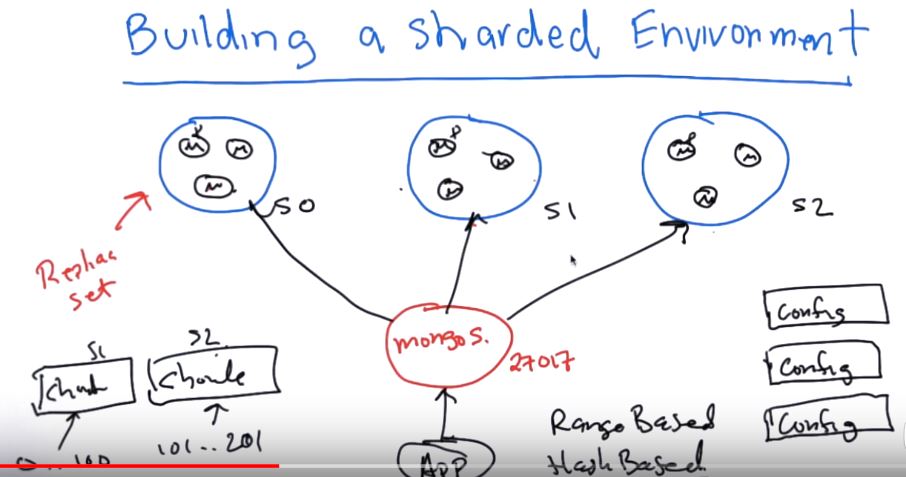 Building a Sharded Environment
M M M
M P M M
M P M M
S0
S1
S2
Replica
set
mongos.
27017
Config
Config
Config
S1
S2
Chunk
Chunk
0...100
101..201
APP
Range Based
Hash Based